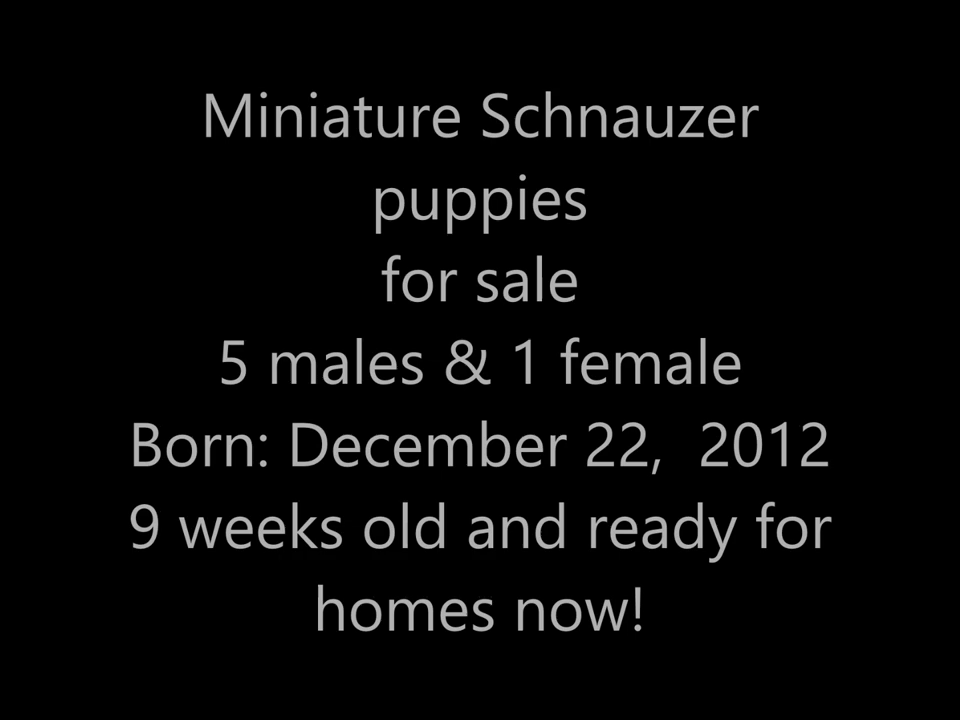 Miniature Schnauzer
puppies
for sale
5 males & 1 female
Born: December 22,  2012
9 weeks old and ready for
homes now!